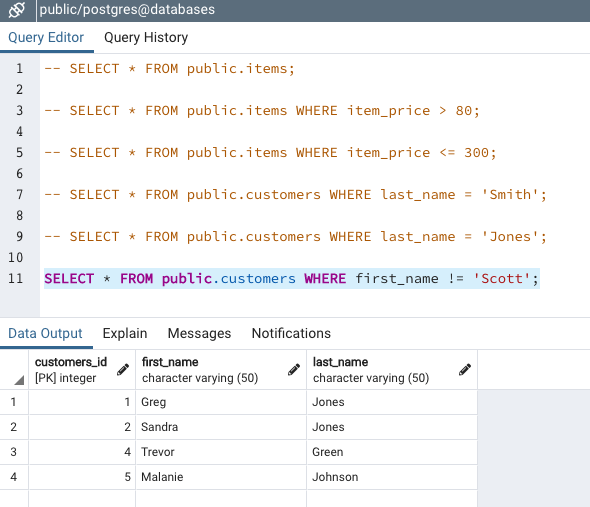 public/postgres@databases
Query Editor Query History
1 -- SELECT * FROM public.items;
2
3 -- SELECT * FROM public.items WHERE item_price > 80;
4
5 -- SELECT * FROM public.items WHERE item_price <= 300;
6
7 -- SELECT * FROM public.customers WHERE last_name = 'Smith';
8
9 -- SELECT * FROM public.customers WHERE last_name = 'Jones';
10
11 SELECT * FROM public.customers WHERE first_name != 'Scott';
Data Output Explain Messages Notifications
customers_id first_name last_name
[PK] integer character varying (50) character varying (50)
1 1 Greg Jones
2 2 Sandra Jones
3 4 Trevor Green
4 5 Malanie Johnson